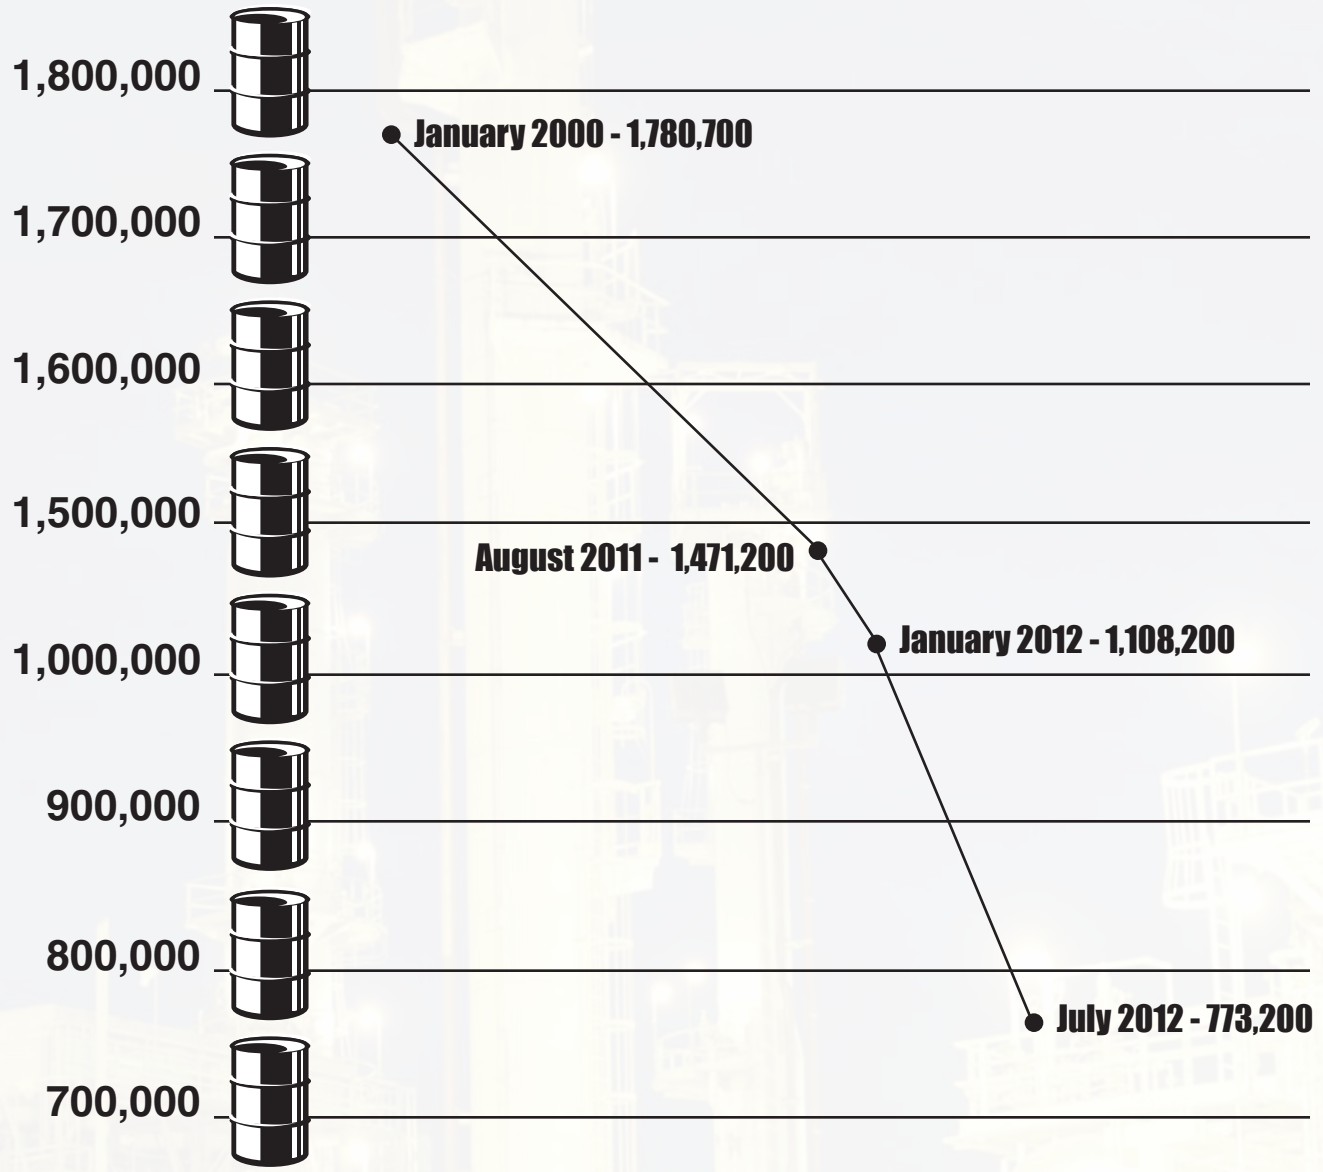 1,800,000
January 2000 - 1,780,700
1,700,000
1,600,000
1,500,000
August 2011 - 1,471,200
January 2012 - 1,108,200
1,000,000
900,000
800,000
July 2012 - 773,200
700,000